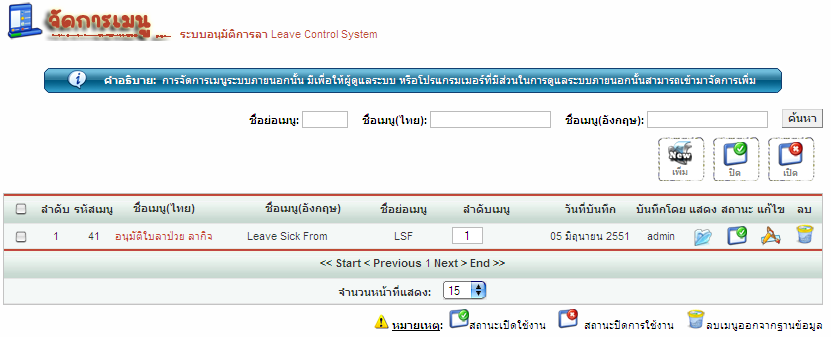 จัดการเมนู ... ระบบอนุมัติการลา Leave Control System
คำอธิบาย: การจัดการเมนูระบบภายนอกนั้น มีเพื่อให้ผู้ดูแลระบบ หรือโปรแกรมเมอร์ที่มีส่วนในการดูแลระบบภายนอกนั้นสามารถเข้ามาจัดการเพิ่ม
ชื่อย่อเมนู: ชื่อเมนู(ไทย): ชื่อเมนู(อังกฤษ): ค้นหา
New
เพิ่ม ปิด เปิด
ลำดับ รหัสเมนู ชื่อเมนู(ไทย) ชื่อเมนู(อังกฤษ) ชื่อย่อเมนู ลำดับเมนู วันที่บันทึก บันทึกโดย แสดง สถานะ แก้ไข ลบ
1 41 อนุมัติใบลาป่วย ลากิจ Leave Sick From LSF 1 05 มิถุนายน 2551 admin
<< Start < Previous 1 Next > End >>
จำนวนหน้าที่แสดง: 15
หมายเหตุ: สถานะเปิดใช้งาน สถานะปิดการใช้งาน ลบเมนูออกจากฐานข้อมูล